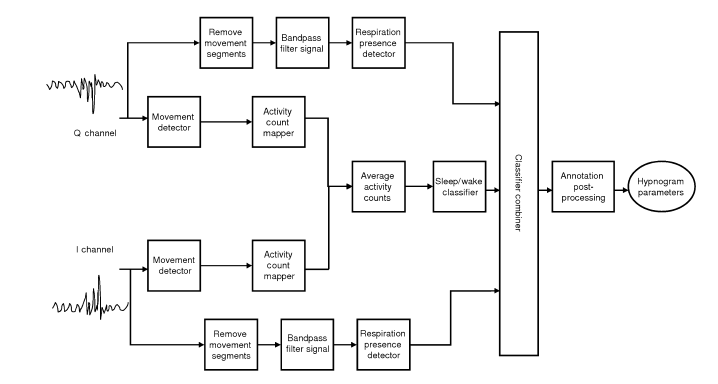 Remove
movement
segments
Bandpass
filter signal
Respiration
presence
detector
Q channel
Movement
detector
Activity
count
mapper
Average
activity
counts
Sleep/wake
classifier
Classifier combiner
Annotation
post-
processing
Hypnogram
parameters
I channel
Movement
detector
Activity
count
mapper
Remove
movement
segments
Bandpass
filter signal
Respiration
presence
detector